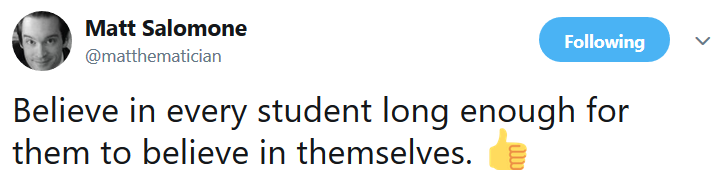 Matt Salomone
@matthematician
Following
Believe in every student long enough for
them to believe in themselves. 👍